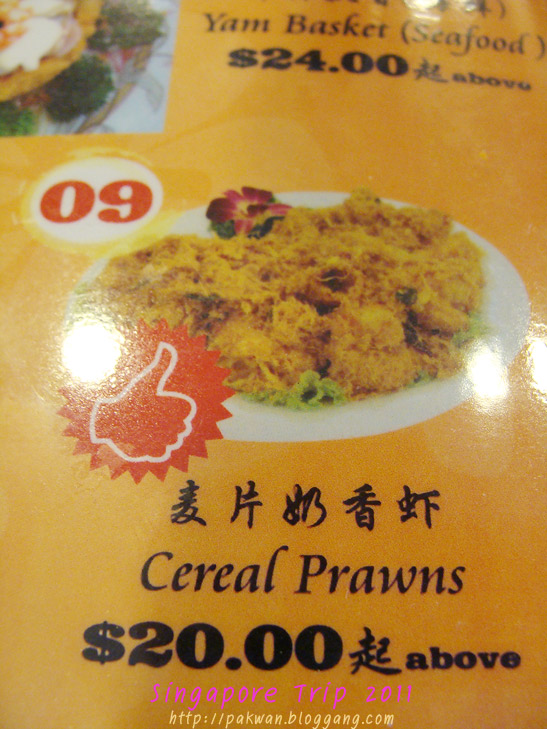 Yam Basket (Seafood)
$24.00起above
09
麦片奶香虾
Cereal Prawns
$20.00起above
Singapore Trip 2011
http://pakwan.bloggang.com